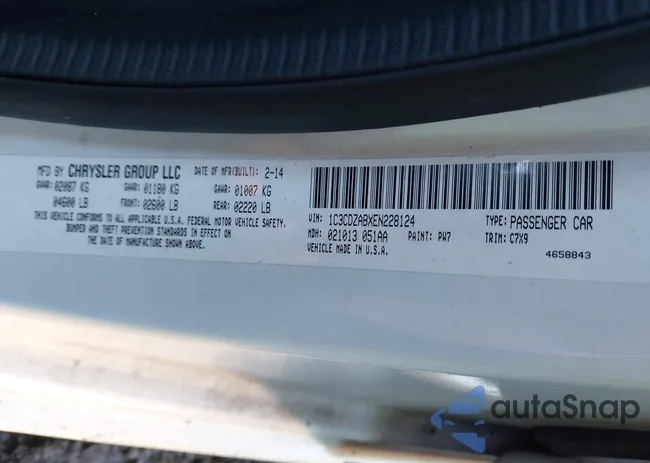 MFD BY CHRYSLER GROUP LLC DATE OF MFR(BUILT): 2-14
GVWR: 02087 KG GAWR: 01180 KG GAWR: 01007 KG
04600 LB FRONT: 02600 LB REAR: 02220 LB
THIS VEHICLE CONFORMS TO ALL APPLICABLE U.S.A. FEDERAL MOTOR VEHICLE SAFETY,
BUMPER AND THEFT PREVENTION STANDARDS IN EFFECT ON
THE DATE OF MANUFACTURE SHOWN ABOVE.
VIN: 1C3CDZABXEN228124 TYPE: PASSENGER CAR
MDH: 021013 051AA PAINT: PW7 TRIM: C7X9
VEHICLE MADE IN U.S.A. 4658843
autoSnap